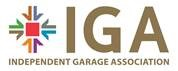 IGA
INDEPENDENT GARAGE ASSOCIATION